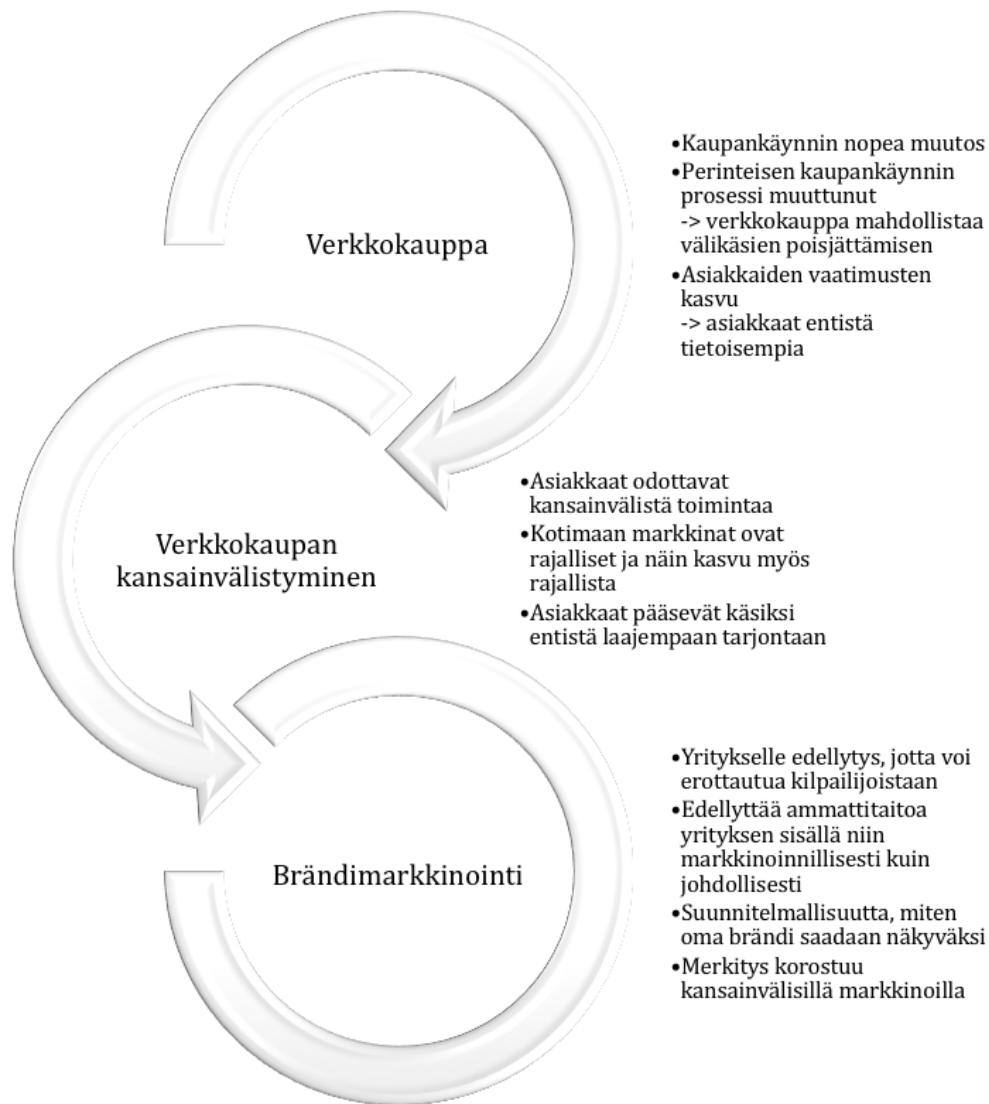 Verkkokauppa
•Kaupankäynnin nopea muutos
•Perinteisen kaupankäynnin
prosessi muuttunut
-> verkkokauppa mahdollistaa
välikäsien poisjättämisen
•Asiakkaiden vaatimusten
kasvu
-> asiakkaat entistä
tietoisempia
Verkkokaupan
kansainvälistyminen
•Asiakkaat odottavat
kansainvälistä toimintaa
•Kotimaan markkinat ovat
rajalliset ja näin kasvu myös
rajallista
•Asiakkaat pääsevät käsiksi
entistä laajempaan tarjontaan
Brändimarkkinointi
•Yritykselle edellytys, jotta voi
erottautua kilpailijoistaan
•Edellyttää ammattitaitoa
yrityksen sisällä niin
markkinoinnillisesti kuin
johdollisesti
•Suunnitelmallisuutta, miten
oma brändi saadaan näkyväksi
•Merkitys korostuu
kansainvälisillä markkinoilla